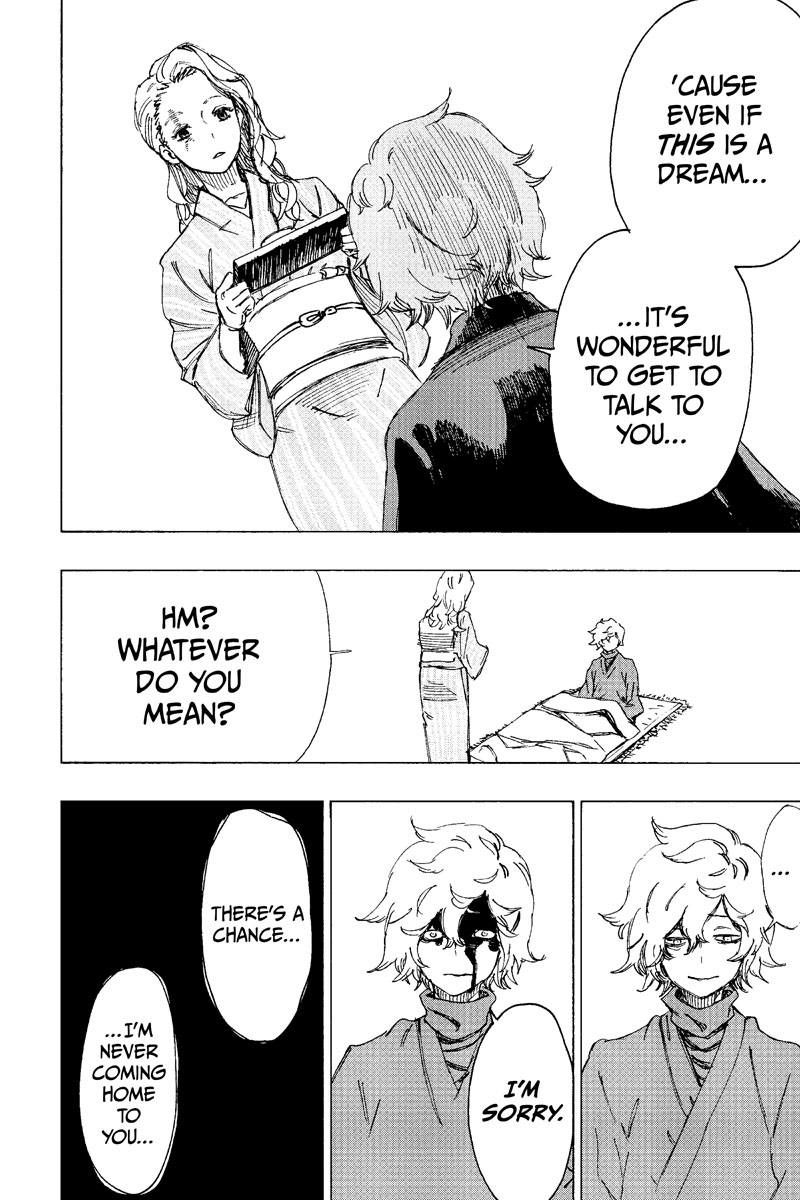 'CAUSE
EVEN IF
THIS IS A
DREAM...
...IT'S
WONDERFUL
TO GET TO
TALK TO
YOU...
HM?
WHATEVER
DO YOU
MEAN?
...
I'M
SORRY.
THERE'S A
CHANCE...
...I'M
NEVER
COMING
HOME
TO
YOU...